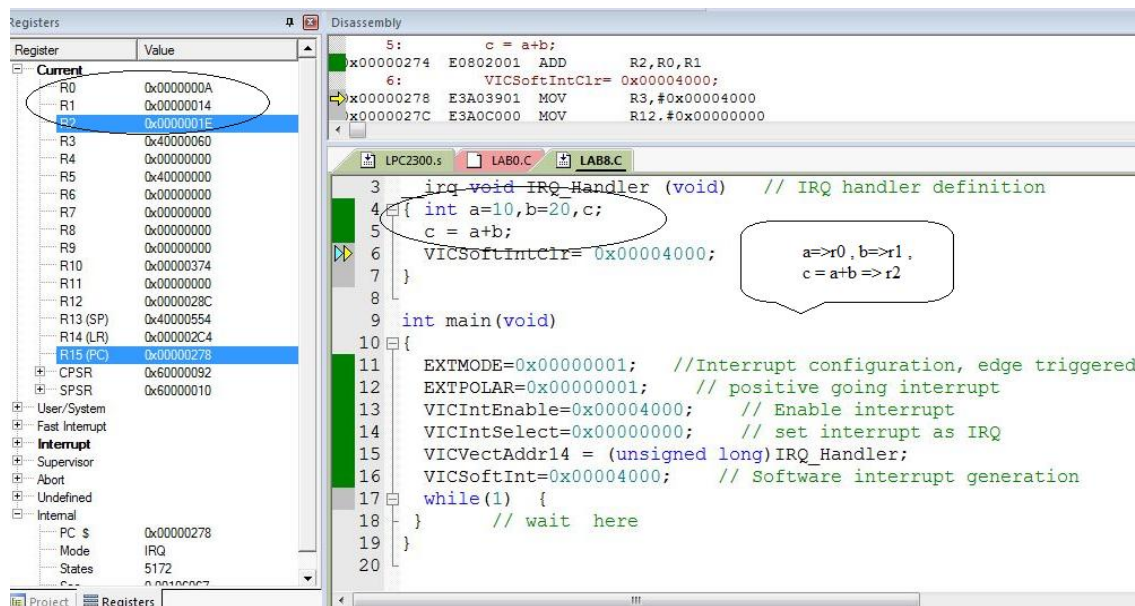 Registers
Register Value
Current
R0 0x0000000A
R1 0x00000014
R2 0x0000001E
R3 0x40000060
R4 0x00000000
R5 0x40000000
R6 0x00000000
R7 0x00000000
R8 0x00000000
R9 0x00000000
R10 0x00000374
R11 0x00000000
R12 0x0000028C
R13 (SP) 0x40000554
R14 (LR) 0x000002C4
R15 (PC) 0x00000278
CPSR 0x60000092
SPSR 0x60000010
User/System
Fast Interrupt
Interrupt
Supervisor
Abort
Undefined
Internal
PC $ 0x00000278
Mode IRQ
States 5172
Project Registers
Disassembly
5: c = a+b;
0x00000274 E0802001 ADD R2,R0,R1
6: VICSoftIntClr= 0x00004000;
0x00000278 E3A03901 MOV R3,#0x00004000
0x0000027C E3A0C000 MOV R12,#0x00000000
LPC2300.s LAB0.C LAB8.C
3 __irq void IRQ_Handler (void) // IRQ handler definition
4 { int a=10,b=20,c;
5 c = a+b;
6 VICSoftIntClr= 0x00004000;
7 }
8
9 int main(void)
10 {
11 EXTMODE=0x00000001; //Interrupt configuration, edge triggered
12 EXTPOLAR=0x00000001; // positive going interrupt
13 VICIntEnable=0x00004000; // Enable interrupt
14 VICIntSelect=0x00000000; // set interrupt as IRQ
15 VICVectAddr14 = (unsigned long)IRQ_Handler;
16 VICSoftInt=0x00004000; // Software interrupt generation
17 while(1) {
18 } // wait here
19 }
20
a=>r0 , b=>r1 ,
c = a+b => r2